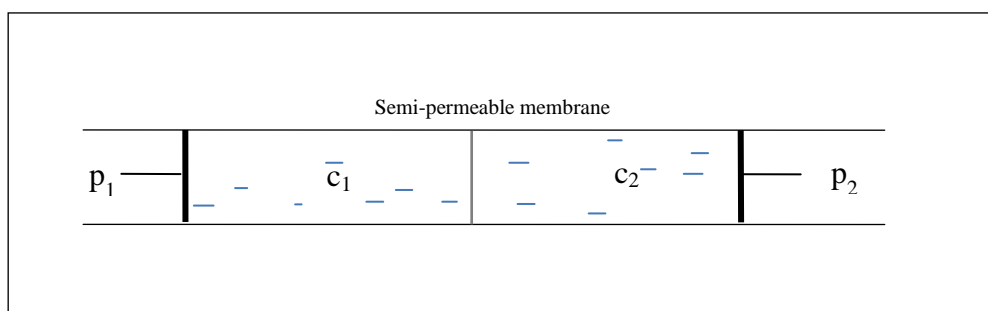 Semi-permeable membrane
p₁ c₁ c₂ p₂